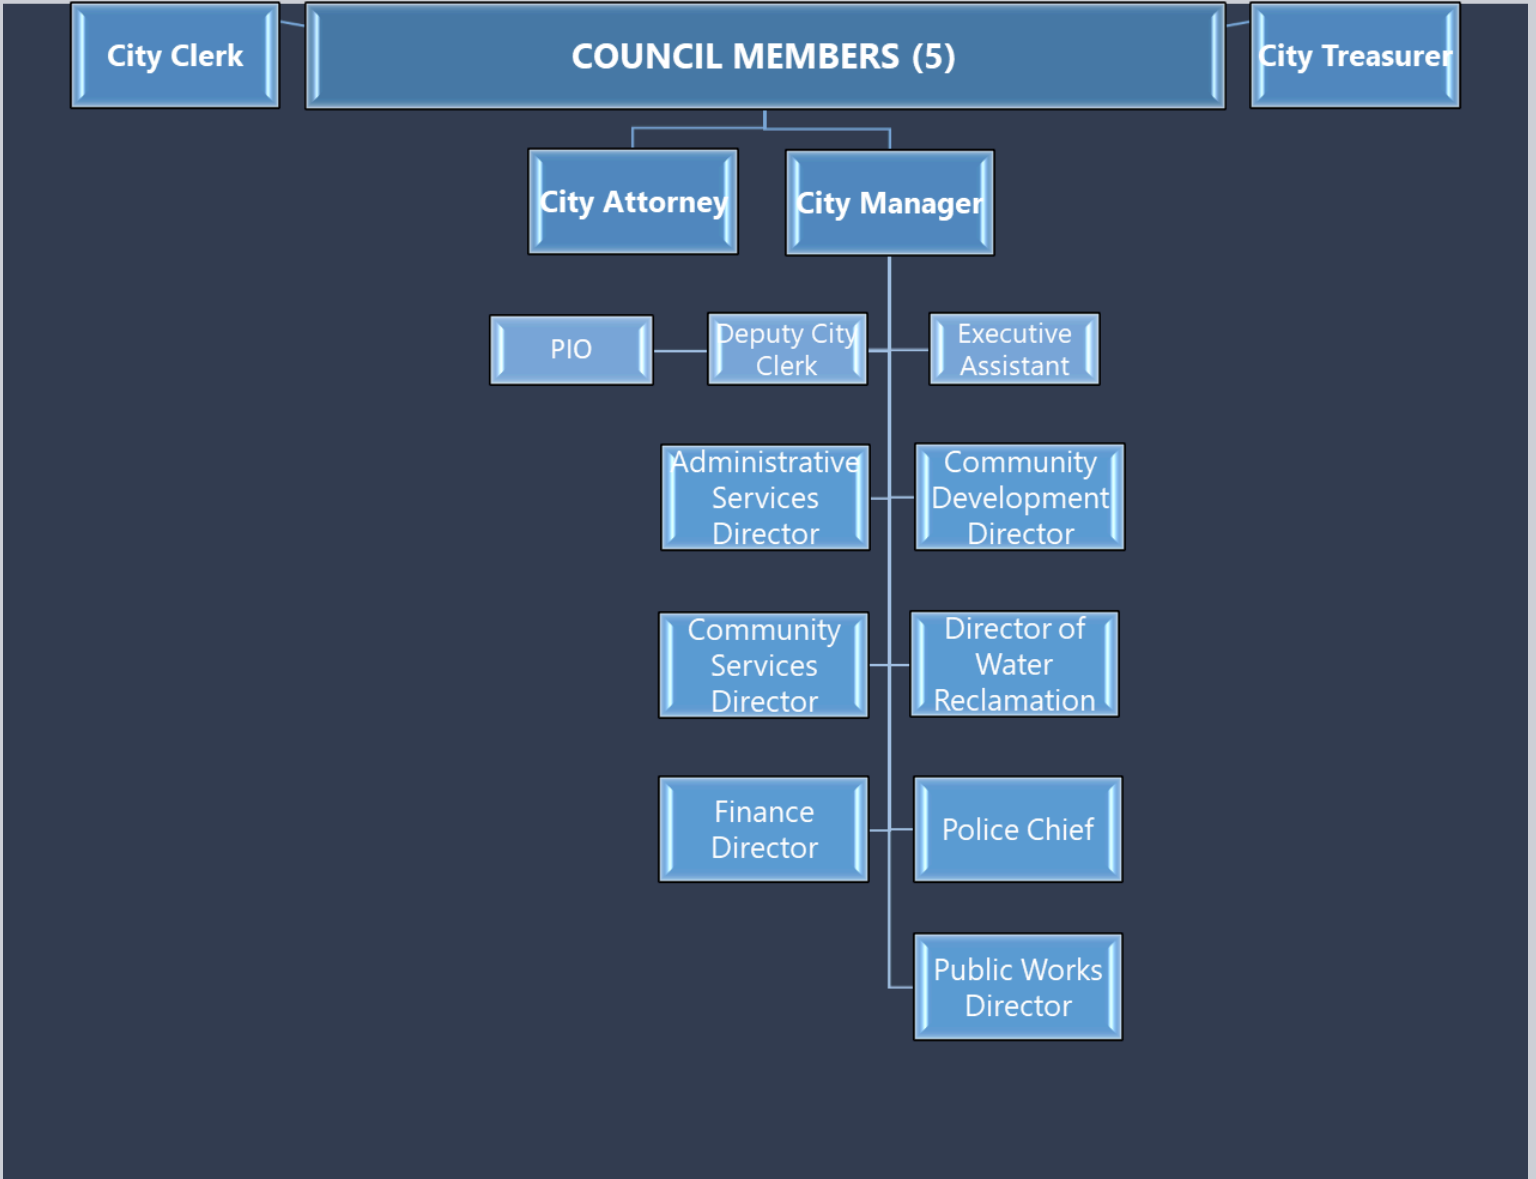 City Clerk
COUNCIL MEMBERS (5)
City Treasurer
City Attorney
City Manager
PIO
Deputy City
Clerk
Executive
Assistant
Administrative
Services
Director
Community
Development
Director
Community
Services
Director
Director of
Water
Reclamation
Finance
Director
Police Chief
Public Works
Director